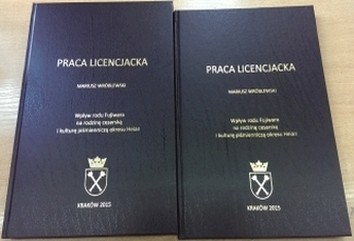 PRACA LICENCJACKA
MARIUSZ WRÓBLEWSKI
Wpływ rodu Fujiwara
na rodzinę cesarską
i kulturę piśmienniczą okresu Heian
KRAKÓW 2015
PRACA LICENCJACKA
MARIUSZ WRÓBLEWSKI
Wpływ rodu Fujiwara
na rodzinę cesarską
i kulturę piśmienniczą okresu Heian
KRAKÓW 2015